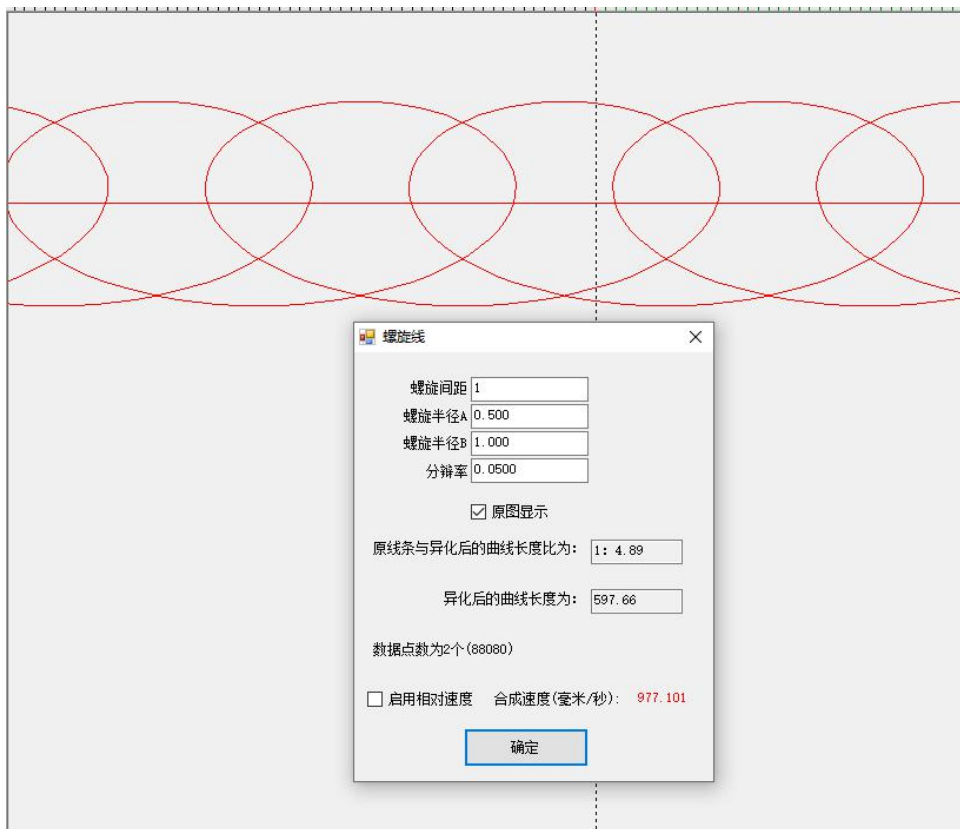 螺旋线
螺旋间距 1
螺旋半径A 0.500
螺旋半径B 1.000
分辩率 0.0500
原图显示
原线条与异化后的曲线长度比为: 1: 4.89
异化后的曲线长度为: 597.66
数据点数为2个(88080)
启用相对速度 合成速度(毫米/秒): 977.101
确定